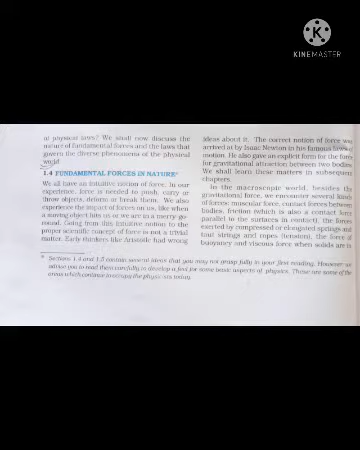 KINEMASTER
of physical laws? We shall now discuss the
nature of fundamental forces and the laws that
govern the diverse phenomena of the physical
world.
1.4 FUNDAMENTAL FORCES IN NATURE*
We all have an intuitive notion of force. In our
experience, force is needed to push, carry or
throw objects, deform or break them. We also
experience the impact of forces on us, like when
a moving object hits us or we are in a merry-go-
round. Going from this intuitive notion to the
proper scientific concept of force is not a trivial
matter. Early thinkers like Aristotle had wrong
ideas about it. The correct notion of force was
arrived at by Isaac Newton in his famous laws of
motion. He also gave an explicit form for the force
for gravitational attraction between two bodies.
We shall learn these matters in subsequent
chapters.
In the macroscopic world, besides the
gravitational force, we encounter several kinds
of forces: muscular force, contact forces between
bodies, friction (which is also a contact force
parallel to the surfaces in contact), the forces
exerted by compressed or elongated springs and
taut strings and ropes (tension), the force of
buoyancy and viscous force when solids are in
* Sections 1.4 and 1.5 contain several ideas that you may not grasp fully in your first reading. However, we
advise you to read them carefully to develop a feel for some basic aspects of physics. These are some of the
areas which continue to occupy the physicists today.